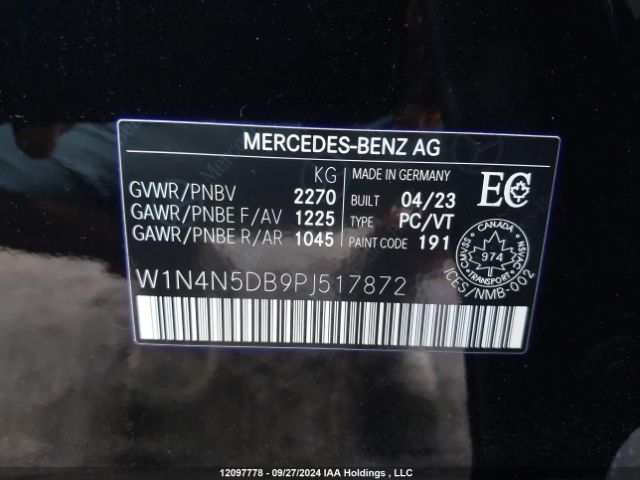 MERCEDES-BENZ AG
KG
GVWR/PNBV 2270
GAWR/PNBE F/AV 1225
GAWR/PNBE R/AR 1045
MADE IN GERMANY
BUILT 04/23
TYPE PC/VT
PAINT CODE 191
EC
CANADA
CMVSS
NSVAC
974
TRANSPORT
ICES/NMB-002
W1N4N5DB9PJ517872
12097778 - 09/27/2024 IAA Holdings , LLC